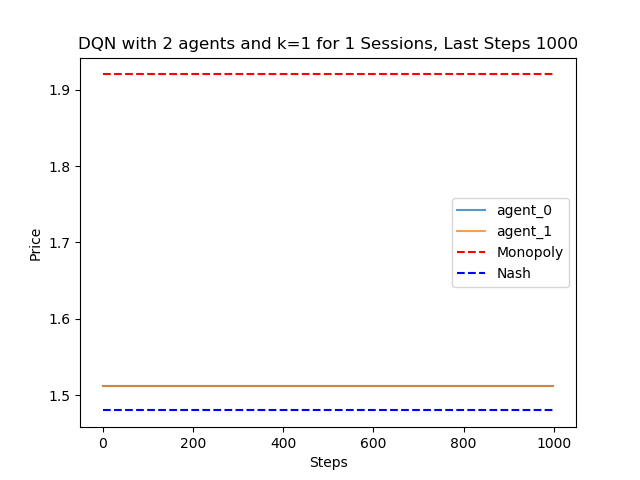 DQN with 2 agents and k=1 for 1 Sessions, Last Steps 1000
Price
1.9
1.8
1.7
1.6
1.5
agent_0
agent_1
Monopoly
Nash
0
200
400
600
800
1000
Steps